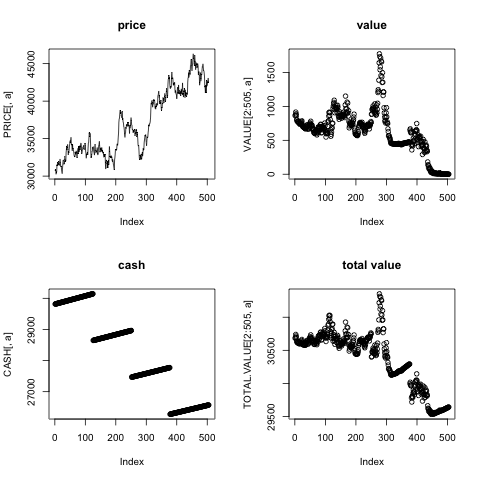 price
PRICE[, a]
45000
40000
35000
30000
0 100 200 300 400 500
Index
value
VALUE[2:505, a]
1500
1000
500
0
0 100 200 300 400 500
Index
cash
CASH[, a]
29000
27000
0 100 200 300 400 500
Index
total value
TOTAL.VALUE[2:505, a]
30500
29500
0 100 200 300 400 500
Index